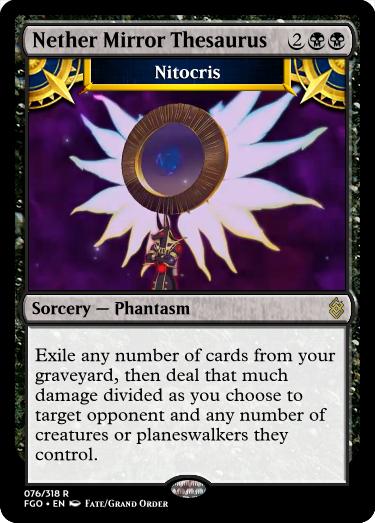 Nether Mirror Thesaurus 2
Nitocris
Sorcery — Phantasm
Exile any number of cards from your
graveyard, then deal that much
damage divided as you choose to
target opponent and any number of
creatures or planeswalkers they
control.
076/318 R
FGO • EN Fate/Grand Order